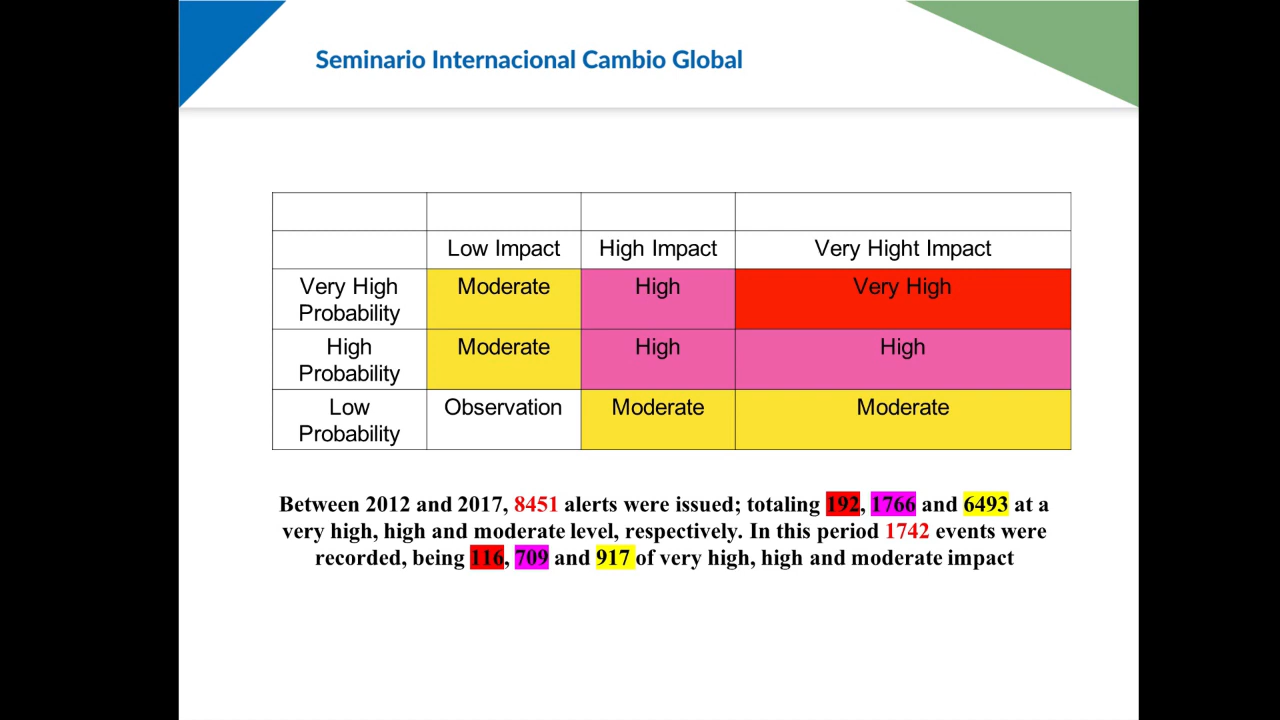 Seminario Internacional Cambio Global
Low Impact High Impact Very Hight Impact
Very High Probability Moderate High Very High
High Probability Moderate High High
Low Probability Observation Moderate Moderate
Between 2012 and 2017, 8451 alerts were issued; totaling 192, 1766 and 6493 at a
very high, high and moderate level, respectively. In this period 1742 events were
recorded, being 116, 709 and 917 of very high, high and moderate impact